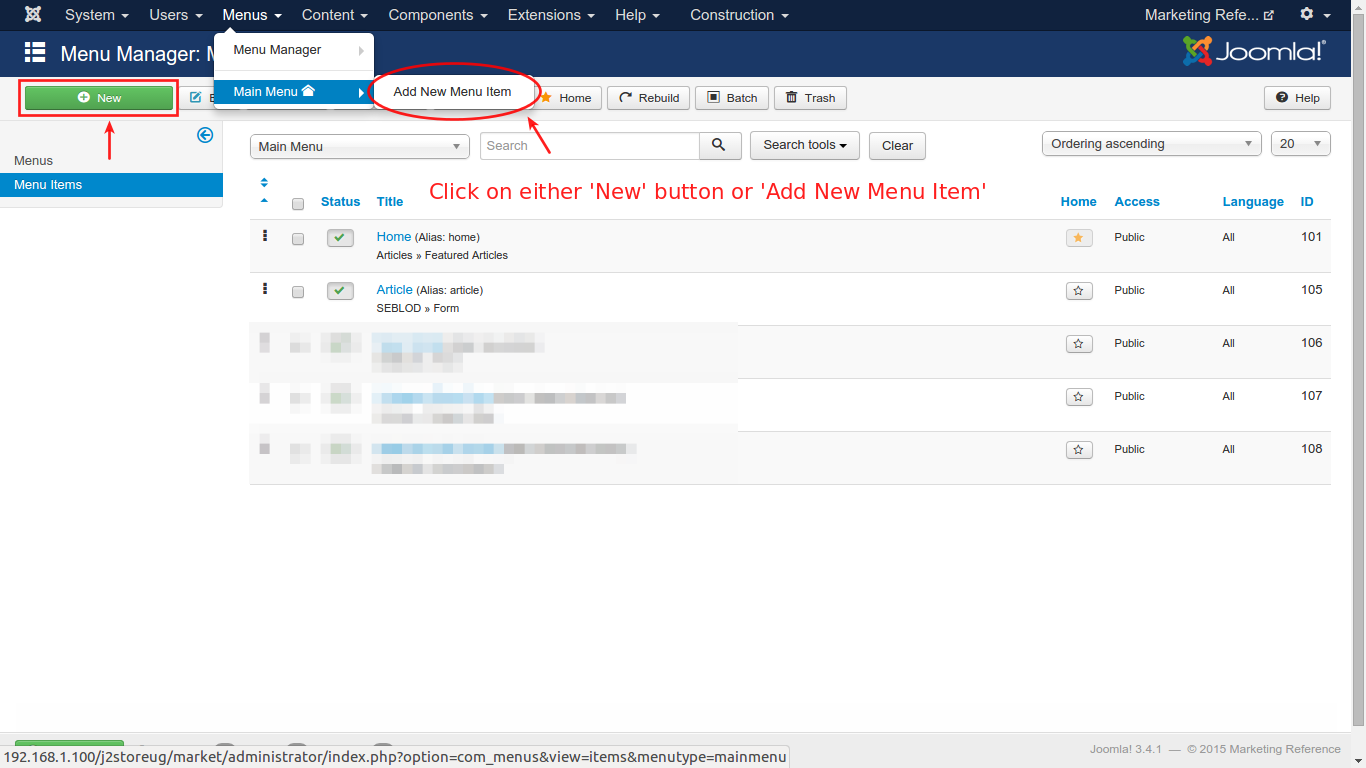 System Users Menus Content Components Extensions Help Construction Marketing Refe...
Menu Manager: M
Joomla!®
Menu Manager
Main Menu
Add New Menu Item
New
Home
Rebuild
Batch
Trash
Help
Menus
Menu Items
Main Menu
Search
Search tools
Clear
Ordering ascending
20
Click on either 'New' button or 'Add New Menu Item'
Status Title Home Access Language ID
Home (Alias: home) Public All 101
Articles » Featured Articles
Article (Alias: article) Public All 105
SEBLOD » Form
Public All 106
Public All 107
Public All 108
Joomla! 3.4.1 — © 2015 Marketing Reference
192.168.1.100/j2storeug/market/administrator/index.php?option=com_menus&view=items&menutype=mainmenu